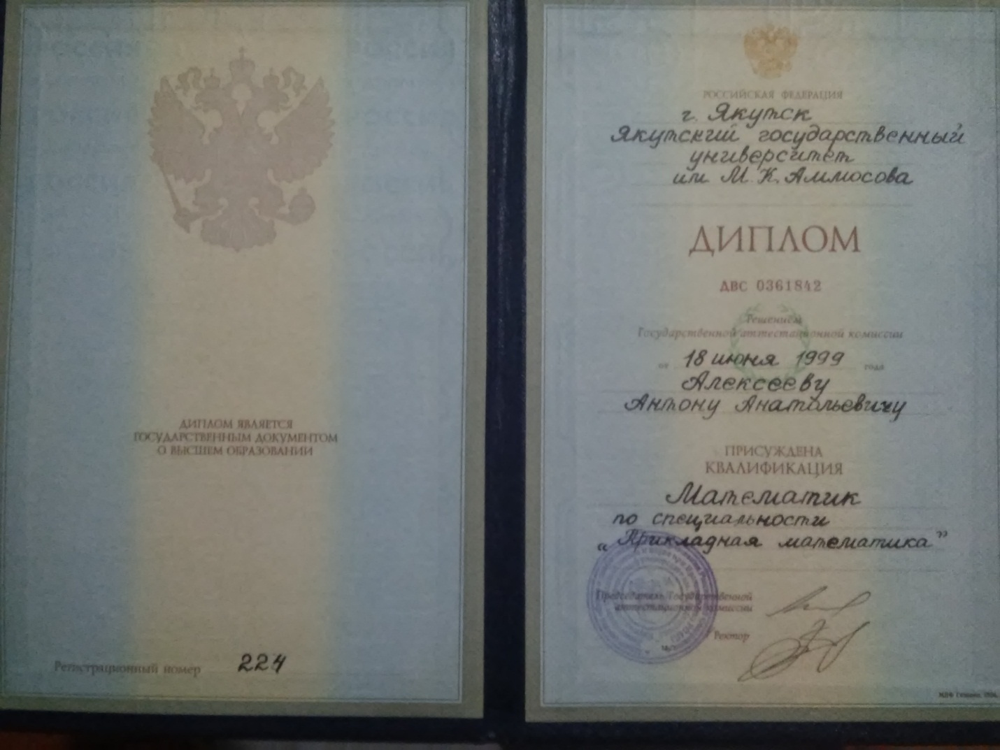 ДИПЛОМ ЯВЛЯЕТСЯ
ГОСУДАРСТВЕННЫМ ДОКУМЕНТОМ
О ВЫСШЕМ ОБРАЗОВАНИИ
Регистрационный номер 224
РОССИЙСКАЯ ФЕДЕРАЦИЯ
г. Якутск
Якутский государственный
университет
им М. К. Аммосова
ДИПЛОМ
ДВС 0361842
Решением
Государственной аттестационной комиссии
от 18 июня 1999 года
Алексееву
Антону Анатольевичу
ПРИСУЖДЕНА
КВАЛИФИКАЦИЯ
Математик
по специальности
„Прикладная математика”
Председатель Государственной
аттестационной комиссии
Ректор